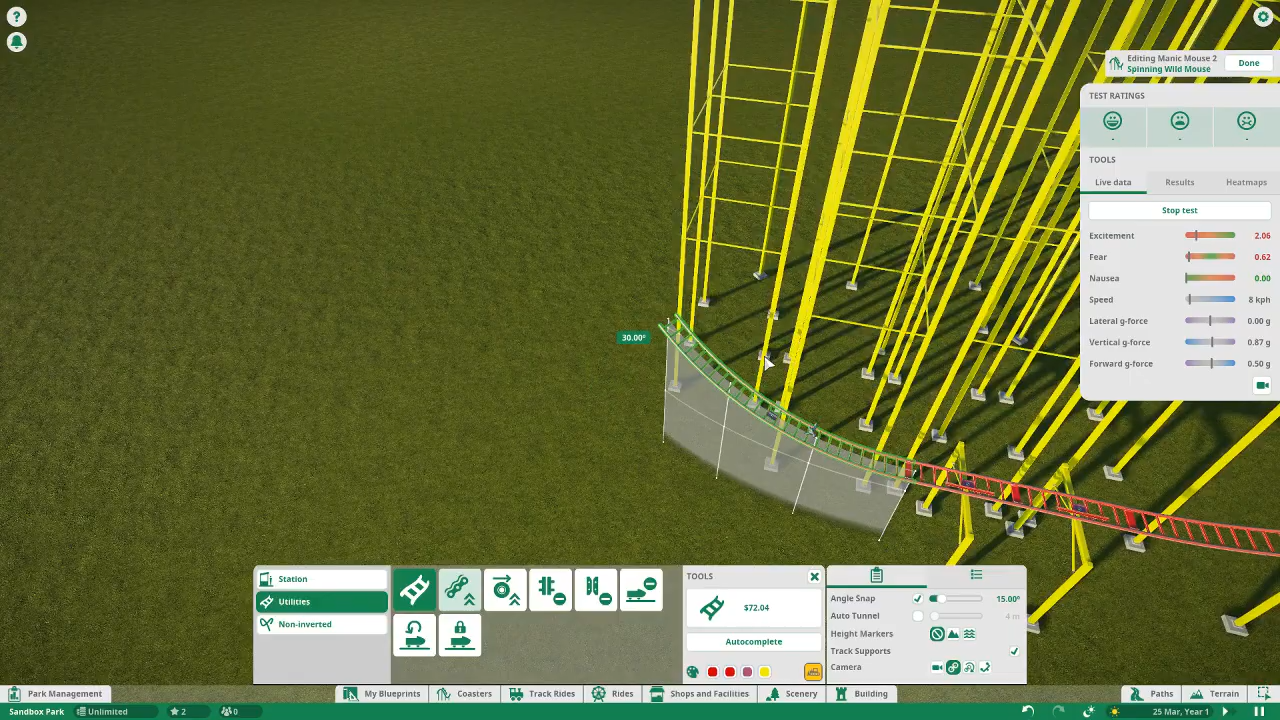 ?
Editing Manic Mouse 2
Spinning Wild Mouse
Done
TEST RATINGS
- - -
TOOLS
Live data Results Heatmaps
Stop test
Excitement 2.06
Fear 0.62
Nausea 0.00
Speed 8 kph
Lateral g-force 0.00 g
Vertical g-force 0.87 g
Forward g-force 0.50 g
30.00°
Station
Utilities
Non-inverted
TOOLS
$72.04
Autocomplete
Angle Snap 15.00°
Auto Tunnel 4 m
Height Markers
Track Supports
Camera
Park Management My Blueprints Coasters Track Rides Rides Shops and Facilities Scenery Building Paths Terrain
Sandbox Park Unlimited 2 0 25 Mar, Year 1